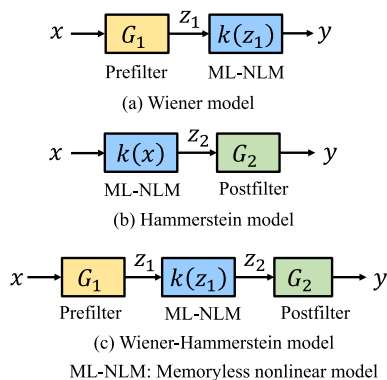 x G₁ z₁ k(z₁) y
Prefilter ML-NLM
(a) Wiener model
x k(x) z₂ G₂ y
ML-NLM Postfilter
(b) Hammerstein model
x G₁ z₁ k(z₁) z₂ G₂ y
Prefilter ML-NLM Postfilter
(c) Wiener-Hammerstein model
ML-NLM: Memoryless nonlinear model